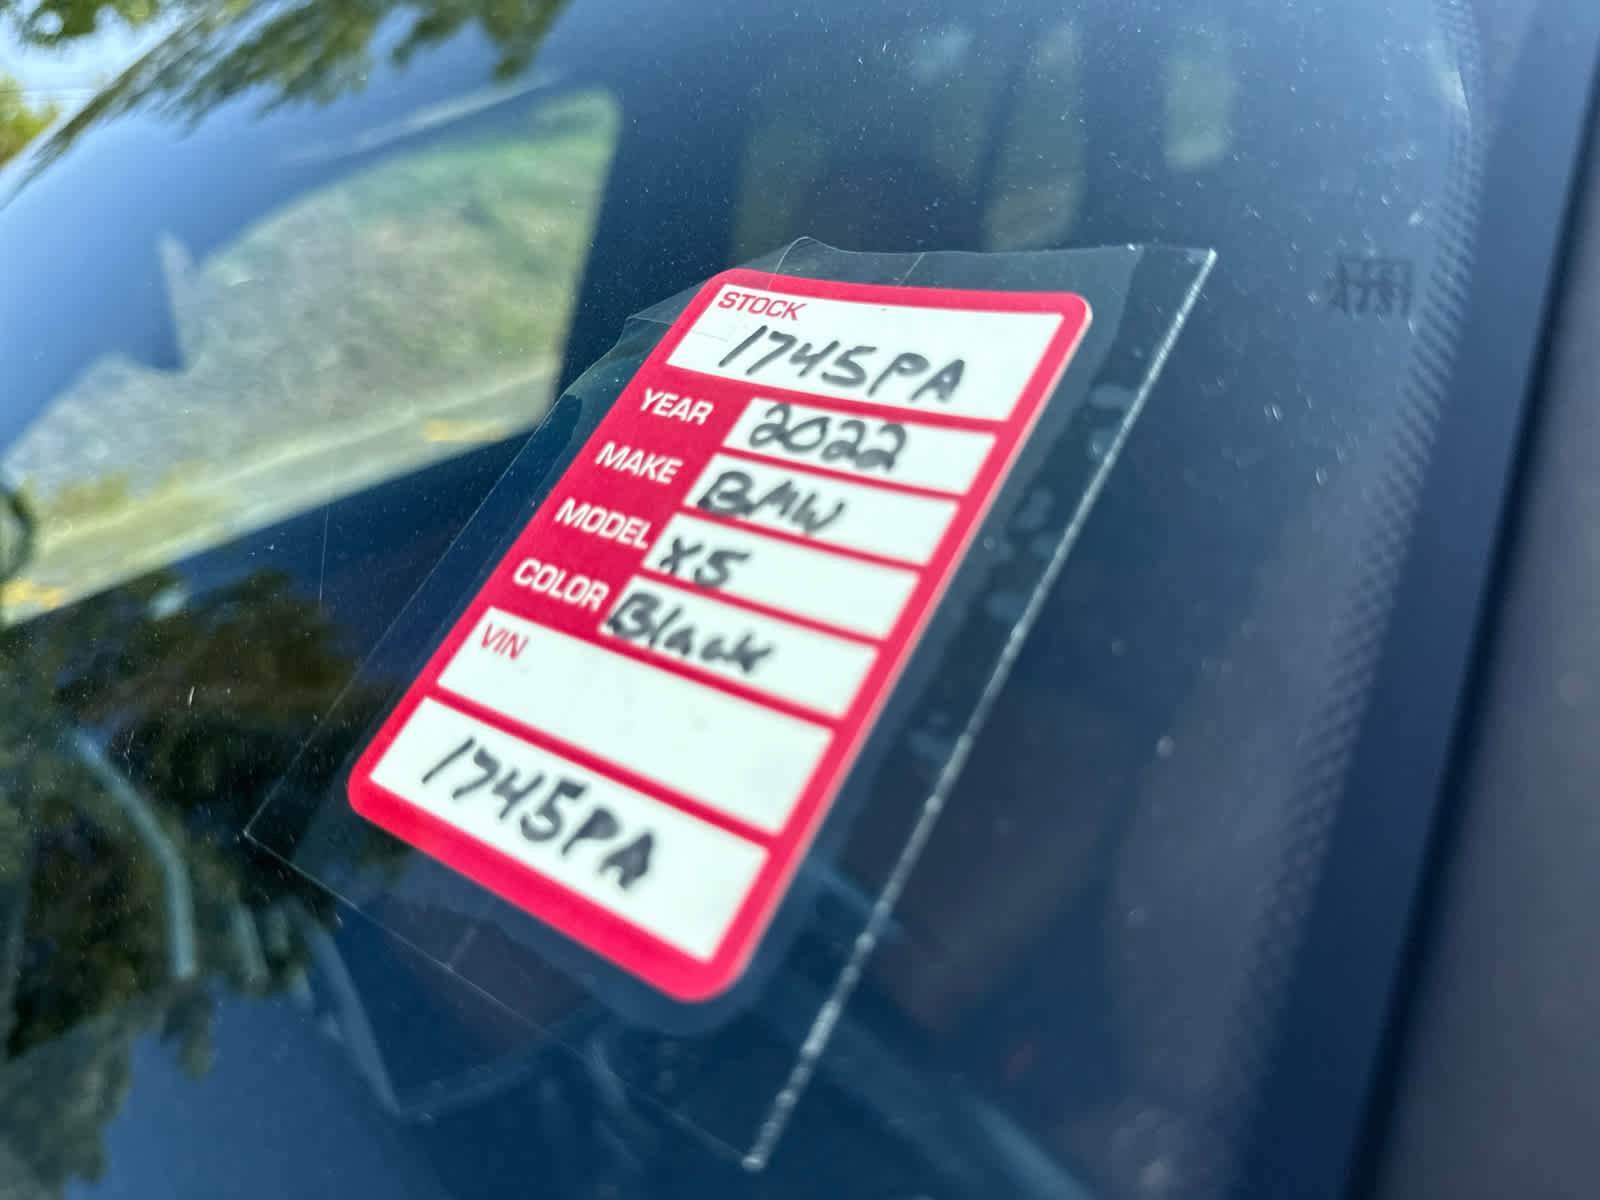 STOCK
1745PA
YEAR 2022
MAKE BMW
MODEL X5
COLOR Black
VIN
1745PA